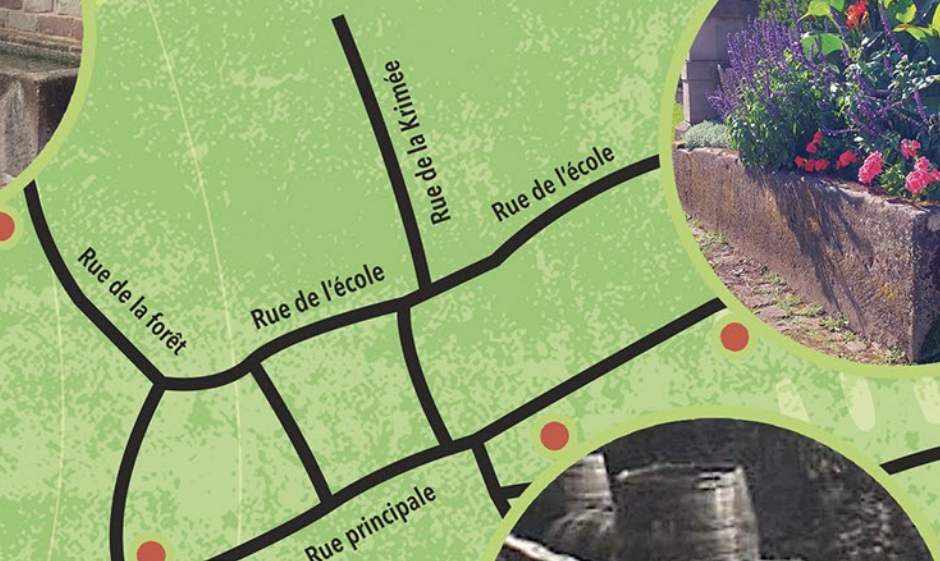 Rue de la Krimée
Rue de l'école
Rue de la forêt
Rue de l'école
Rue principale